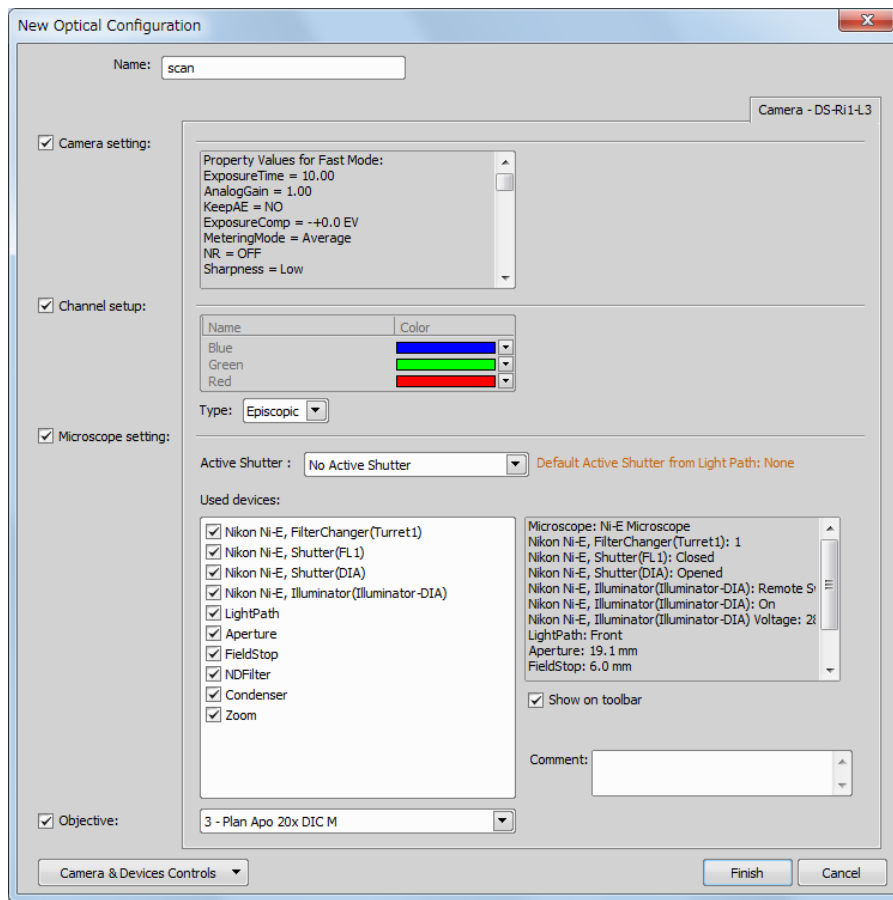 New Optical Configuration
Name: scan
Camera - DS-Ri1-L3
Camera setting:
Property Values for Fast Mode:
ExposureTime = 10.00
AnalogGain = 1.00
KeepAE = NO
ExposureComp = -+0.0 EV
MeteringMode = Average
NR = OFF
Sharpness = Low
Channel setup:
Name Color
Blue
Green
Red
Type: Episcopic
Microscope setting:
Active Shutter : No Active Shutter Default Active Shutter from Light Path: None
Used devices:
Nikon Ni-E, FilterChanger(Turret1)
Nikon Ni-E, Shutter(FL1)
Nikon Ni-E, Shutter(DIA)
Nikon Ni-E, Illuminator(Illuminator-DIA)
LightPath
Aperture
FieldStop
NDFilter
Condenser
Zoom
Microscope: Ni-E Microscope
Nikon Ni-E, FilterChanger(Turret1): 1
Nikon Ni-E, Shutter(FL1): Closed
Nikon Ni-E, Shutter(DIA): Opened
Nikon Ni-E, Illuminator(Illuminator-DIA): Remote
Nikon Ni-E, Illuminator(Illuminator-DIA): On
Nikon Ni-E, Illuminator(Illuminator-DIA) Voltage:
LightPath: Front
Aperture: 19.1 mm
FieldStop: 6.0 mm
Show on toolbar
Comment:
Objective: 3 - Plan Apo 20x DIC M
Camera & Devices Controls Finish Cancel